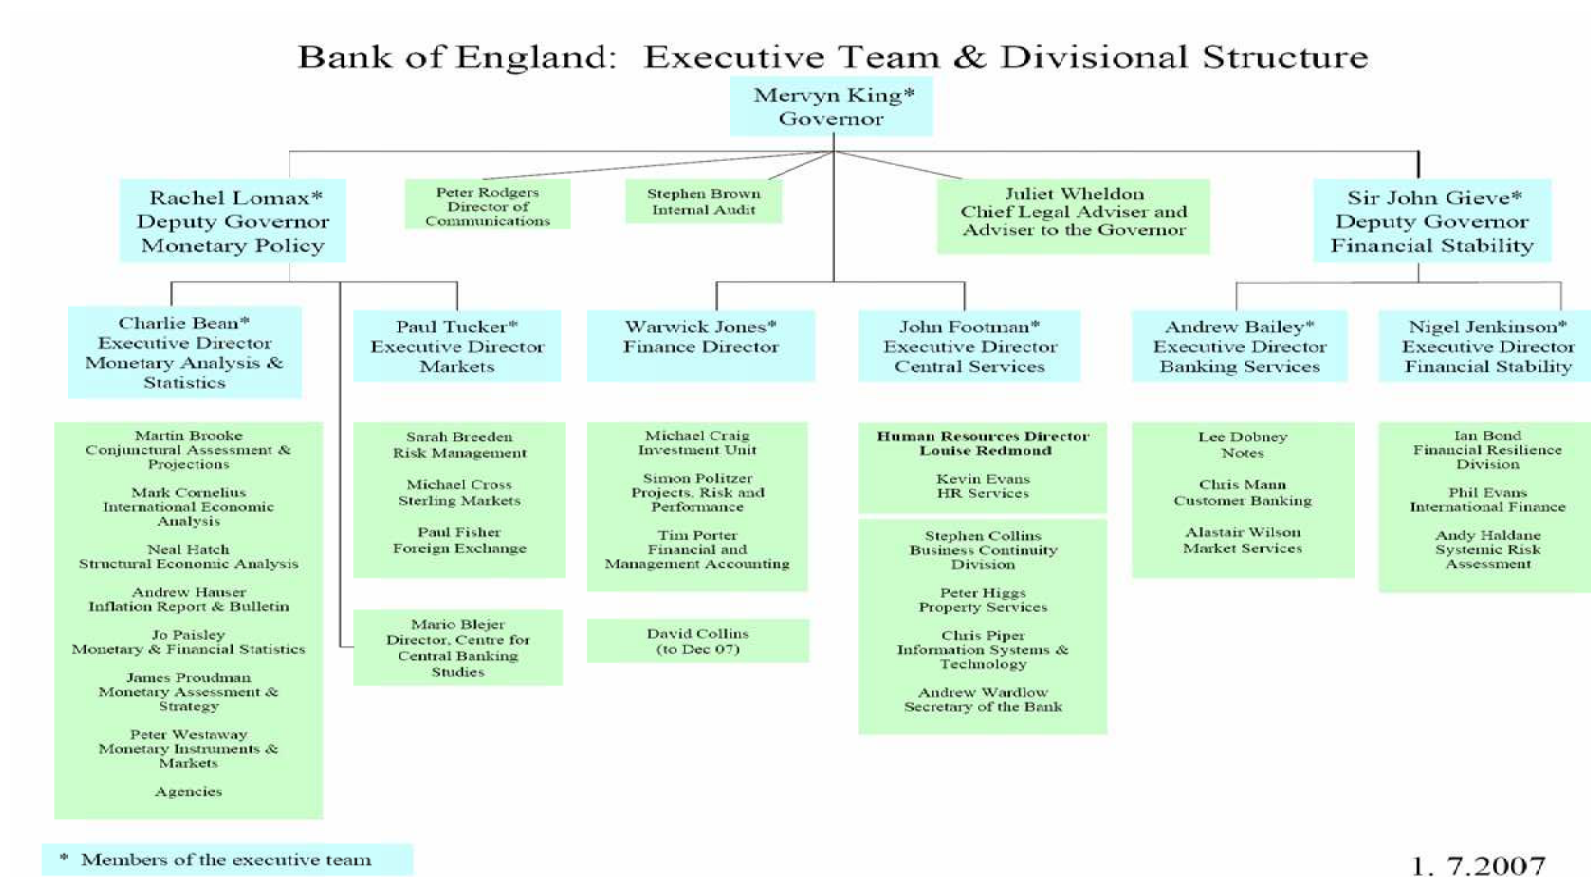 Bank of England: Executive Team & Divisional Structure
Mervyn King*
Governor
Rachel Lomax*
Deputy Governor
Monetary Policy
Peter Rodgers
Director of
Communications
Stephen Brown
Internal Audit
Juliet Wheldon
Chief Legal Adviser and
Adviser to the Governor
Sir John Gieve*
Deputy Governor
Financial Stability
Charlie Bean*
Executive Director
Monetary Analysis &
Statistics
Paul Tucker*
Executive Director
Markets
Warwick Jones*
Finance Director
John Footman*
Executive Director
Central Services
Andrew Bailey*
Executive Director
Banking Services
Nigel Jenkinson*
Executive Director
Financial Stability
Martin Brooke
Conjunctural Assessment &
Projections
Mark Cornelius
International Economic
Analysis
Neal Hatch
Structural Economic Analysis
Andrew Hauser
Inflation Report & Bulletin
Jo Paisley
Monetary & Financial Statistics
James Proudman
Monetary Assessment &
Strategy
Peter Westaway
Monetary Instruments &
Markets
Agencies
Sarah Breeden
Risk Management
Michael Cross
Sterling Markets
Paul Fisher
Foreign Exchange
Mario Blejer
Director, Centre for
Central Banking
Studies
Michael Craig
Investment Unit
Simon Politzer
Projects, Risk and
Performance
Tim Porter
Financial and
Management Accounting
David Collins
(to Dec 07)
Human Resources Director
Louise Redmond
Kevin Evans
HR Services
Stephen Collins
Business Continuity
Division
Peter Higgs
Property Services
Chris Piper
Information Systems &
Technology
Andrew Wardlow
Secretary of the Bank
Lee Dobney
Notes
Chris Mann
Customer Banking
Alastair Wilson
Market Services
Ian Bond
Financial Resilience
Division
Phil Evans
International Finance
Andy Haldane
Systemic Risk
Assessment
* Members of the executive team
1. 7.2007